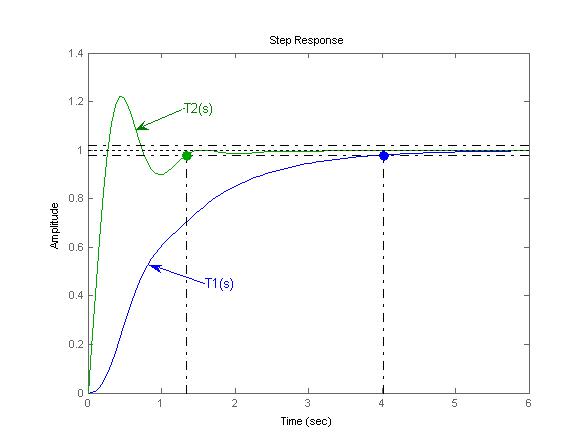 Step Response
1.4
1.2
1
0.8
0.6
0.4
0.2
0
T2(s)
T1(s)
Amplitude
0 1 2 3 4 5 6
Time (sec)